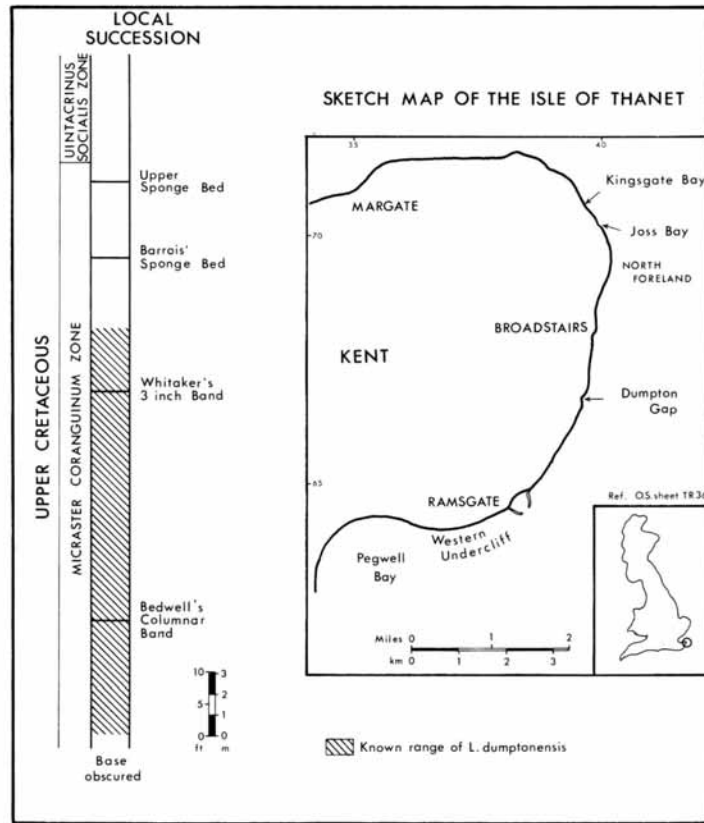 LOCAL
SUCCESSION
UPPER CRETACEOUS
UINTACRINUS
SOCIALIS ZONE
MICRASTER CORANGUINUM ZONE
Upper
Sponge Bed
Barrois'
Sponge Bed
Whitaker's
3 inch Band
Bedwell's
Columnar
Band
10
5
0
ft
3
2
1
0
m
Base
obscured
SKETCH MAP OF THE ISLE OF THANET
35
40
70
65
Kingsgate Bay
Joss Bay
MARGATE
NORTH
FORELAND
BROADSTAIRS
KENT
Dumpton
Gap
RAMSGATE
Western
Undercliff
Pegwell
Bay
Ref. O.S.sheet TR36
Miles 0 1 2
km 0 1 2 3
Known range of L.dumptonensis